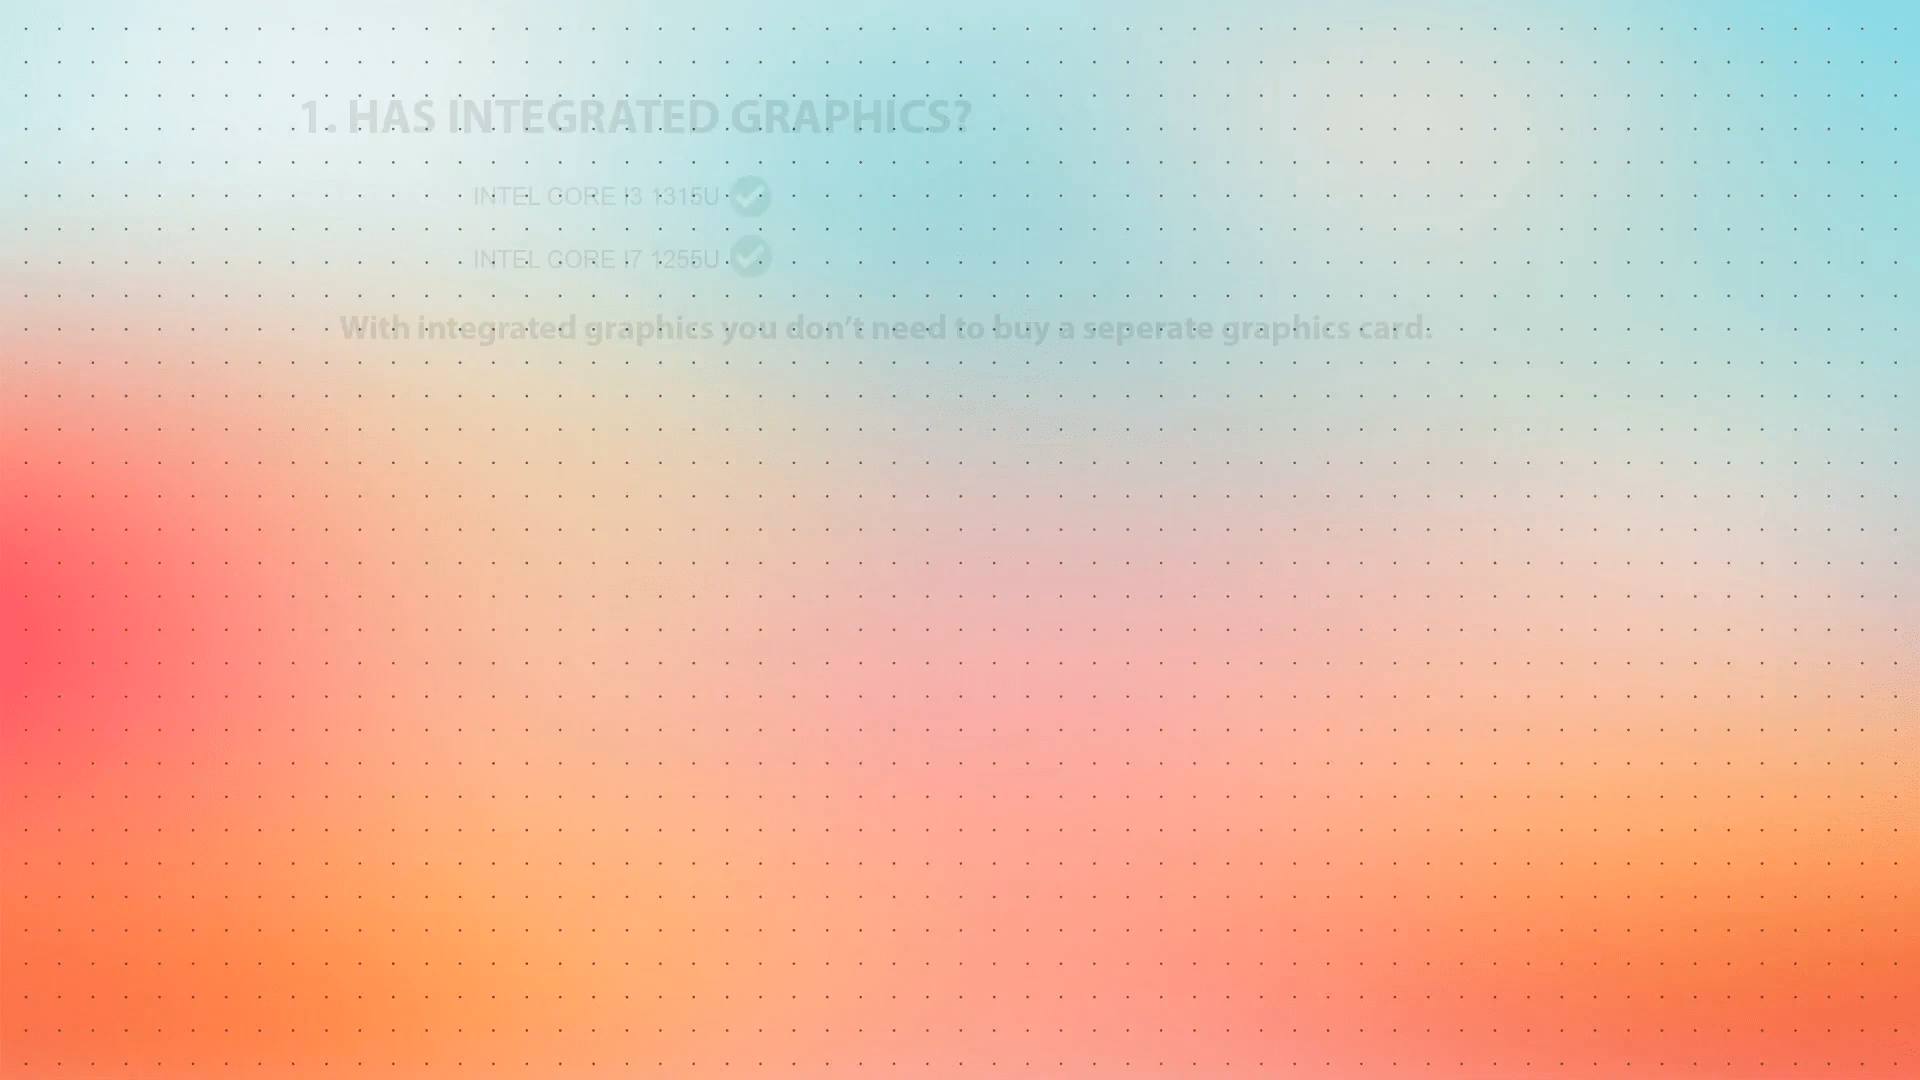 1. HAS INTEGRATED GRAPHICS?
INTEL CORE I3 1315U
INTEL CORE I7 1255U
With integrated graphics you don’t need to buy a seperate graphics card.